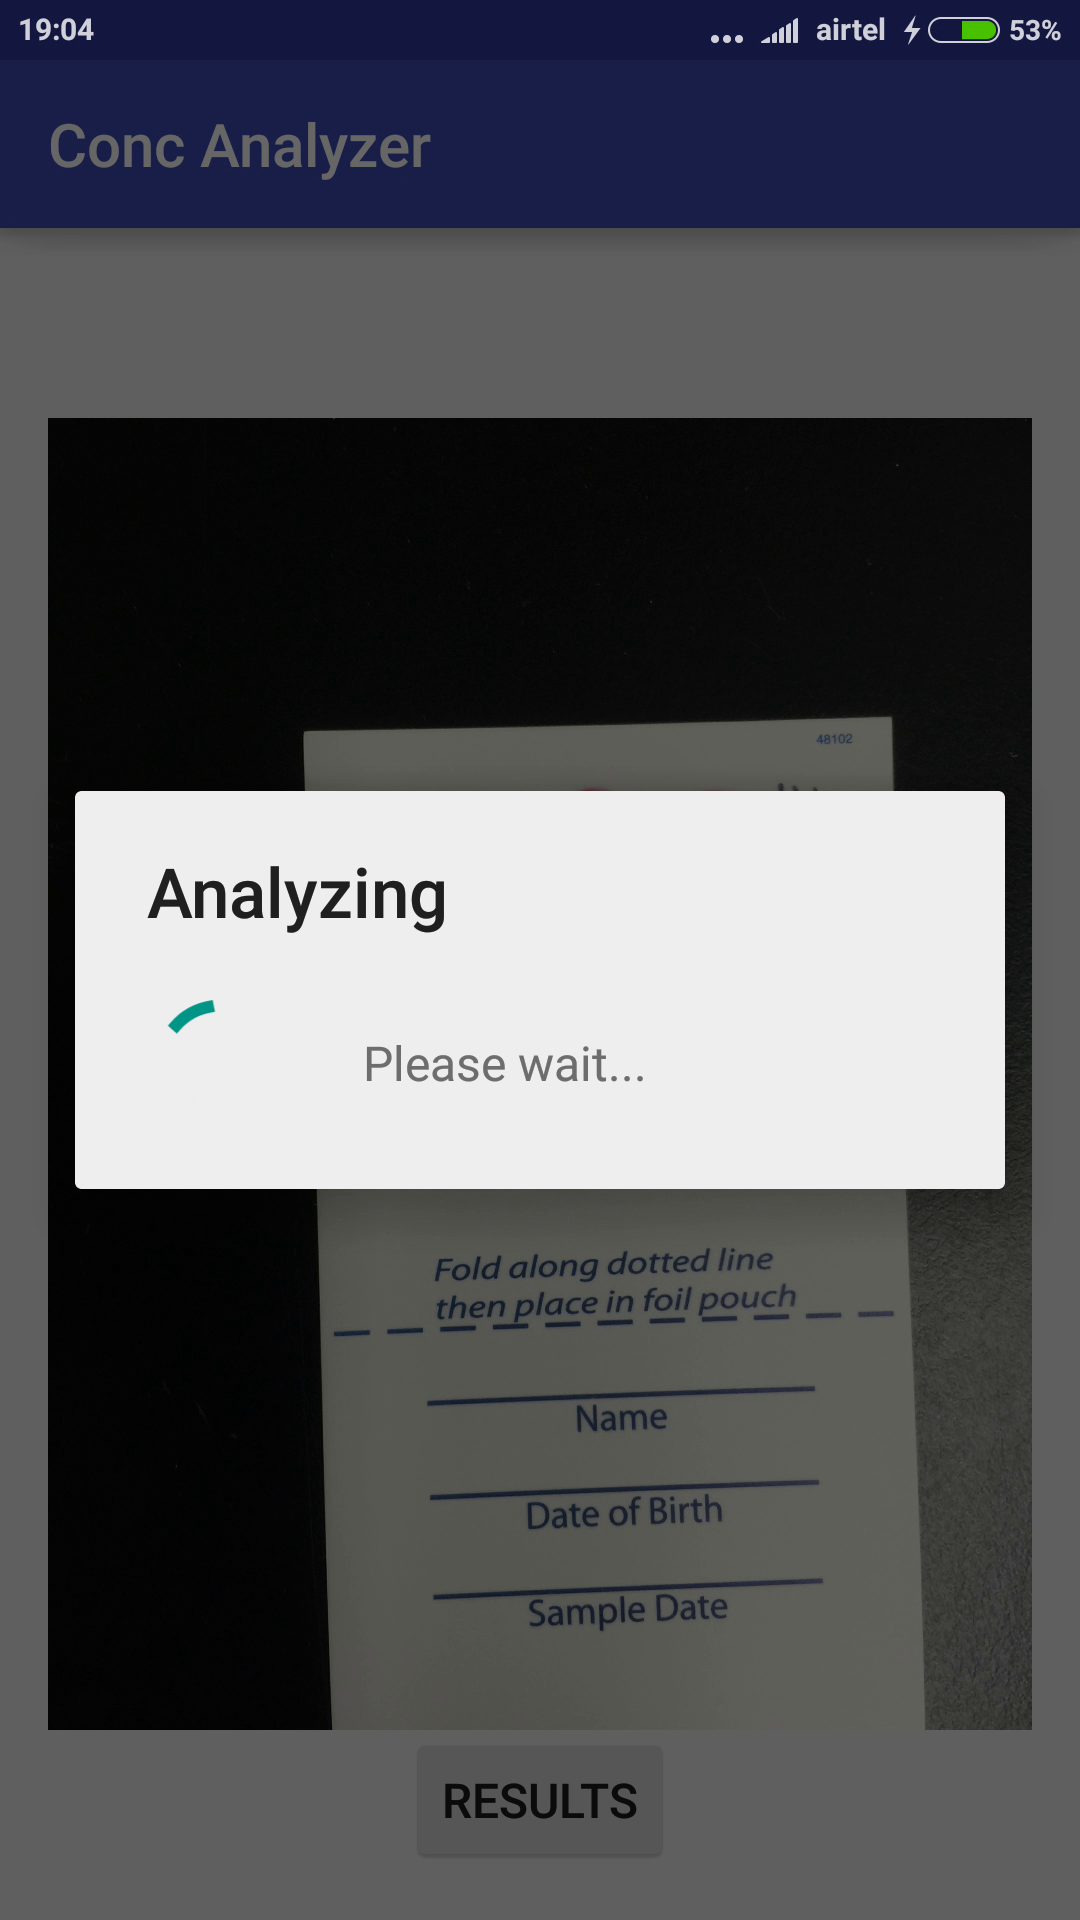 19:04 ... airtel 53%
Conc Analyzer
48102
Analyzing
Please wait...
Fold along dotted line
then place in foil pouch
Name
Date of Birth
Sample Date
RESULTS